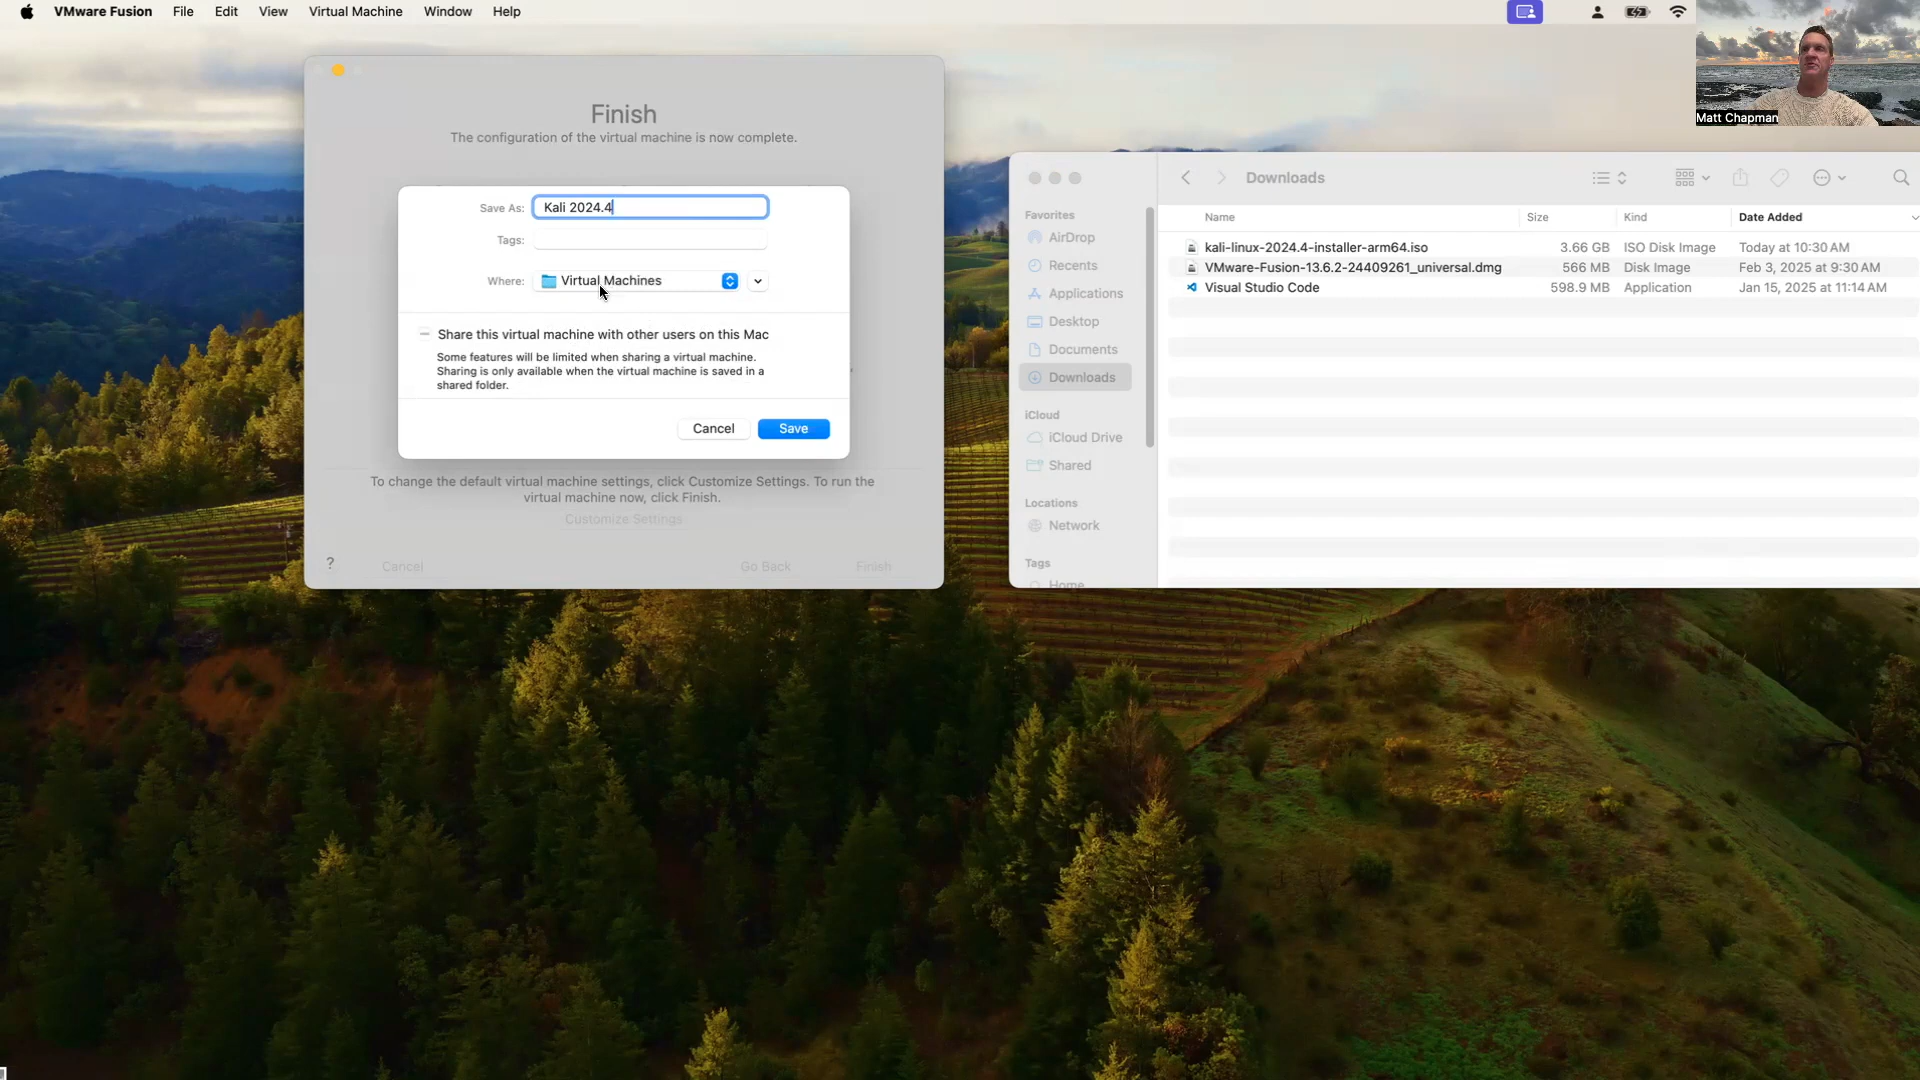 VMware Fusion File Edit View Virtual Machine Window Help
Matt Chapman
Finish
The configuration of the virtual machine is now complete.
Save As: Kali 2024.4
Tags:
Where: Virtual Machines
Share this virtual machine with other users on this Mac
Some features will be limited when sharing a virtual machine.
Sharing is only available when the virtual machine is saved in a
shared folder.
Cancel Save
To change the default virtual machine settings, click Customize Settings. To run the
virtual machine now, click Finish.
Customize Settings
? Cancel Go Back Finish
Downloads
Favorites
AirDrop
Recents
Applications
Desktop
Documents
Downloads
iCloud
iCloud Drive
Shared
Locations
Network
Tags
Home
Name Size Kind Date Added
kali-linux-2024.4-installer-arm64.iso 3.66 GB ISO Disk Image Today at 10:30 AM
VMware-Fusion-13.6.2-24409261_universal.dmg 566 MB Disk Image Feb 3, 2025 at 9:30 AM
Visual Studio Code 598.9 MB Application Jan 15, 2025 at 11:14 AM